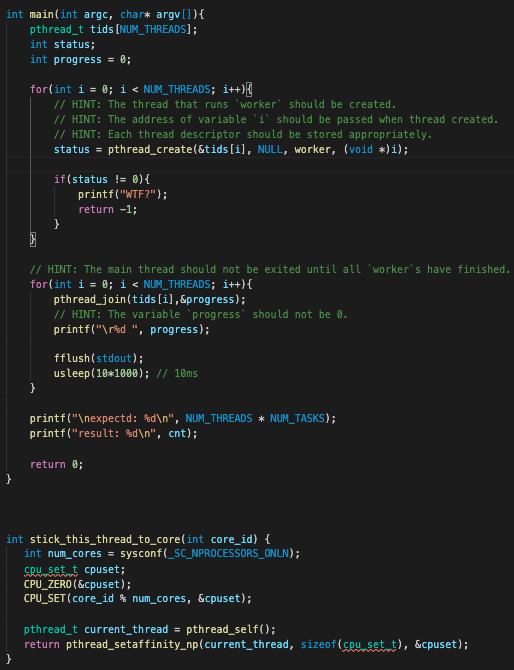 int main(int argc, char* argv[]){
    pthread_t tids[NUM_THREADS];
    int status;
    int progress = 0;

    for(int i = 0; i < NUM_THREADS; i++){
        // HINT: The thread that runs `worker` should be created.
        // HINT: The address of variable `i` should be passed when thread created.
        // HINT: Each thread descriptor should be stored appropriately.
        status = pthread_create(&tids[i], NULL, worker, (void *)i);

        if(status != 0){
            printf("WTF?");
            return -1;
        }
    }

    // HINT: The main thread should not be exited until all `worker`s have finished.
    for(int i = 0; i < NUM_THREADS; i++){
        pthread_join(tids[i],&progress);
        // HINT: The variable `progress` should not be 0.
        printf("\r%d ", progress);

        fflush(stdout);
        usleep(10*1000); // 10ms
    }

    printf("\nexpectd: %d\n", NUM_THREADS * NUM_TASKS);
    printf("result: %d\n", cnt);

    return 0;
}

int stick_this_thread_to_core(int core_id) {
   int num_cores = sysconf(_SC_NPROCESSORS_ONLN);
   cpu_set_t cpuset;
   CPU_ZERO(&cpuset);
   CPU_SET(core_id % num_cores, &cpuset);

   pthread_t current_thread = pthread_self();
   return pthread_setaffinity_np(current_thread, sizeof(cpu_set_t), &cpuset);
}